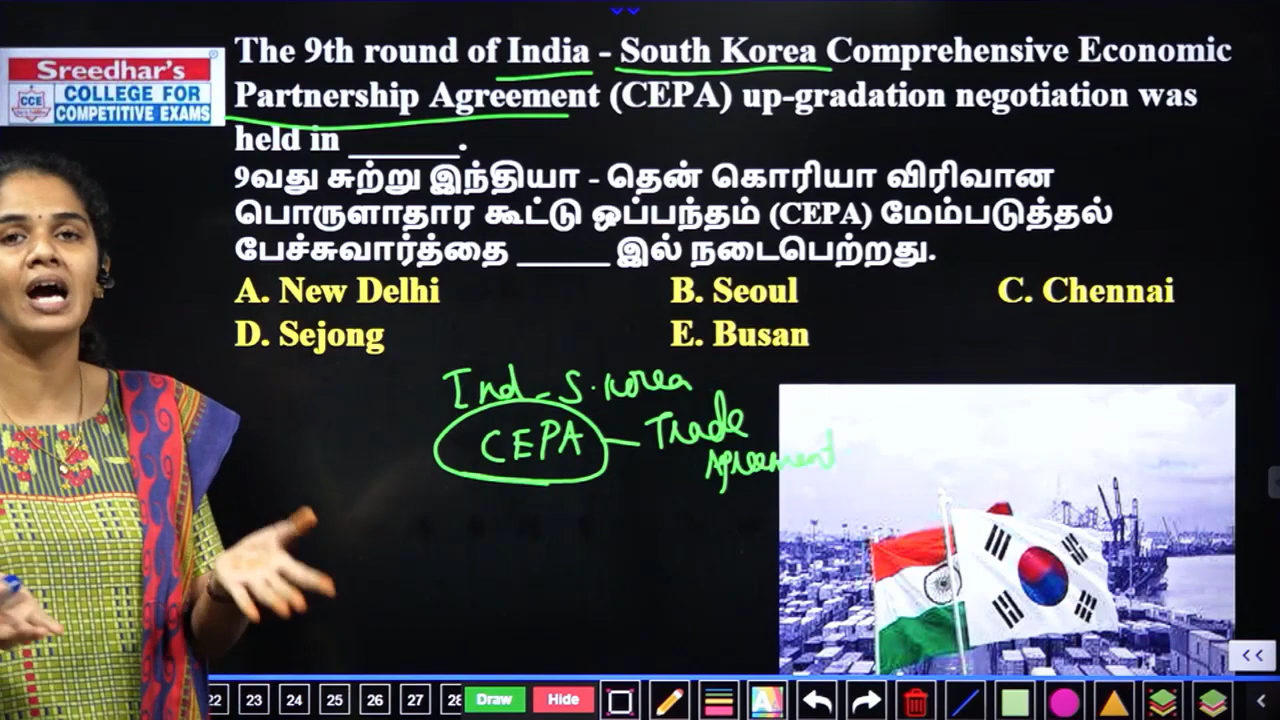 The 9th round of India - South Korea Comprehensive Economic
Partnership Agreement (CEPA) up-gradation negotiation was
held in ______.
9வது சுற்று இந்தியா - தென் கொரியா விரிவான
பொருளாதார கூட்டு ஒப்பந்தம் (CEPA) மேம்படுத்தல்
பேச்சுவார்த்தை _____ இல் நடைபெற்றது.
A. New Delhi B. Seoul C. Chennai
D. Sejong E. Busan
Sreedhar's
CCE COLLEGE FOR
COMPETITIVE EXAMS
Ind - S. Korea
CEPA - Trade
Agreement
<<
22 23 24 25 26 27 28 Draw Hide A